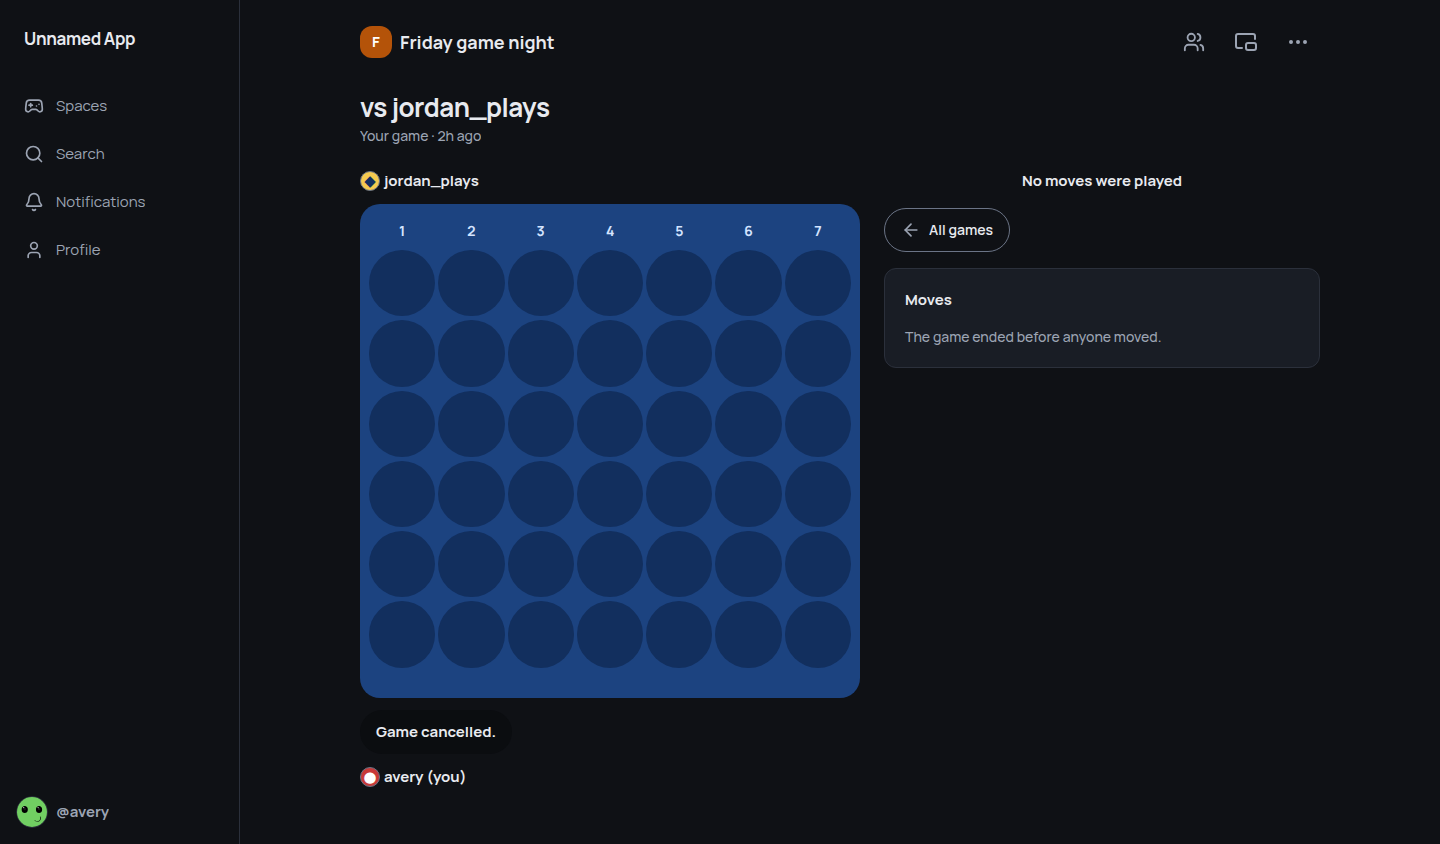 Unnamed App
Spaces
Search
Notifications
Profile
@avery
F Friday game night
vs jordan_plays
Your game · 2h ago
jordan_plays
1 2 3 4 5 6 7
Game cancelled.
avery (you)
No moves were played
All games
Moves
The game ended before anyone moved.